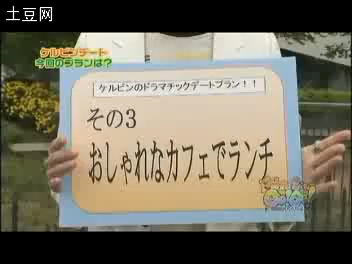 土豆网
ケルビンデート
今回のプランは?
ケルビンのドラマチックデートプラン!!
その3
おしゃれなカフェでランチ